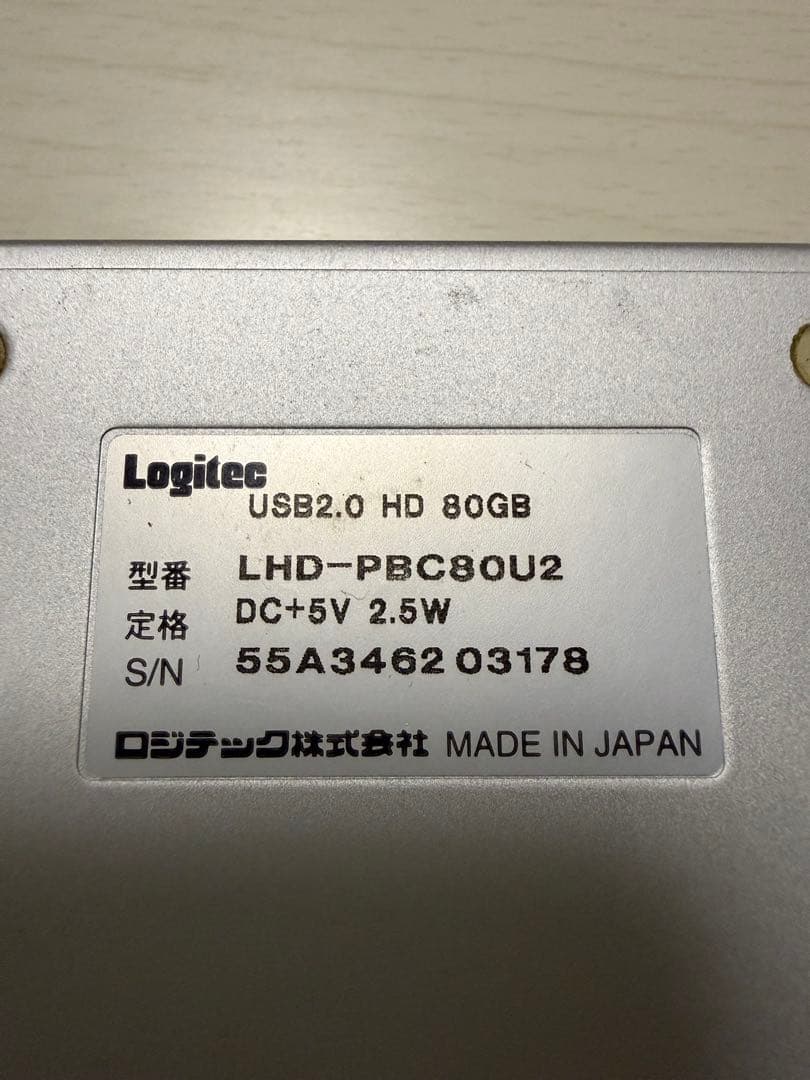 Logitec
USB2.0 HD 80GB
型番 LHD-PBC80U2
定格 DC+5V 2.5W
S/N 55A3462 03178
ロジテック株式会社 MADE IN JAPAN